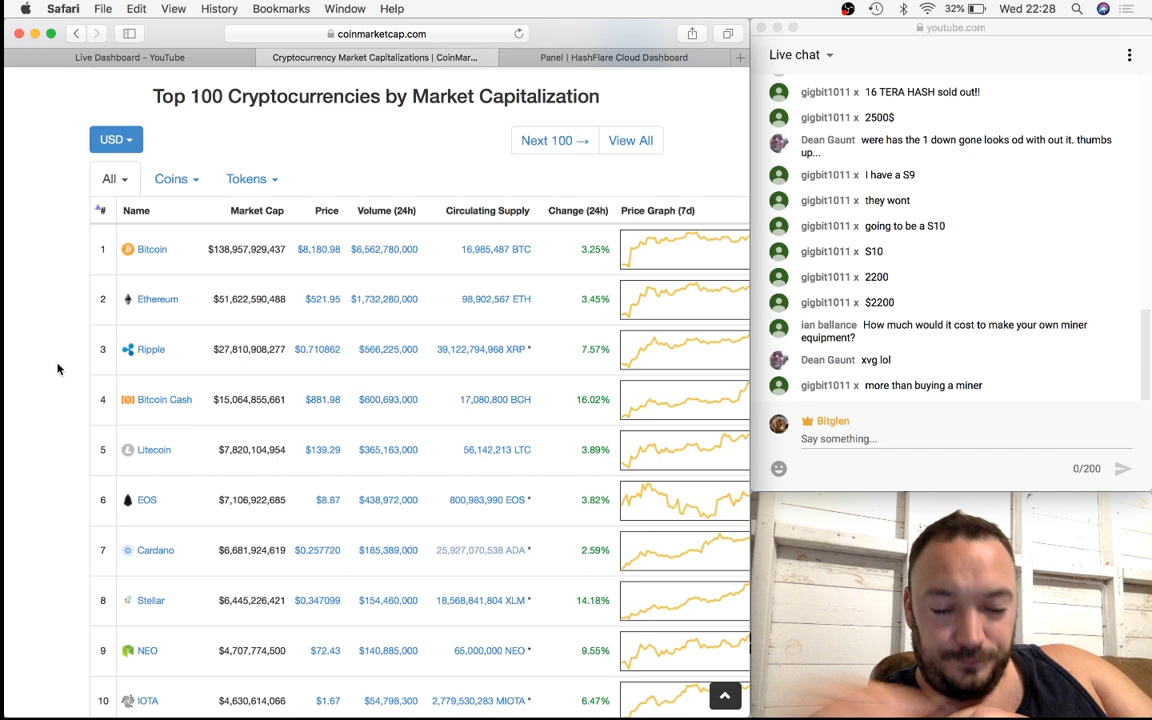 Safari File Edit View History Bookmarks Window Help 32% Wed 22:28
coinmarketcap.com
Live Dashboard - YouTube Cryptocurrency Market Capitalizations | CoinMar... Panel | HashFlare Cloud Dashboard
Top 100 Cryptocurrencies by Market Capitalization
USD Next 100 → View All
All Coins Tokens
# Name Market Cap Price Volume (24h) Circulating Supply Change (24h) Price Graph (7d)
1 Bitcoin $138,957,929,437 $8,180.98 $6,562,780,000 16,985,487 BTC 3.25%
2 Ethereum $51,622,590,488 $521.95 $1,732,280,000 98,902,567 ETH 3.45%
3 Ripple $27,810,908,277 $0.710862 $566,225,000 39,122,794,968 XRP * 7.57%
4 Bitcoin Cash $15,064,855,661 $881.98 $600,693,000 17,080,800 BCH 16.02%
5 Litecoin $7,820,104,954 $139.29 $365,163,000 56,142,213 LTC 3.89%
6 EOS $7,106,922,685 $8.87 $438,972,000 800,983,990 EOS * 3.82%
7 Cardano $6,681,924,619 $0.257720 $185,389,000 25,927,070,538 ADA * 2.59%
8 Stellar $6,445,226,421 $0.347099 $154,460,000 18,568,841,804 XLM * 14.18%
9 NEO $4,707,774,500 $72.43 $140,885,000 65,000,000 NEO * 9.55%
10 IOTA $4,630,614,066 $1.67 $54,798,300 2,779,530,283 MIOTA * 6.47%
youtube.com
Live chat
gigbit1011 x 16 TERA HASH sold out!!
gigbit1011 x 2500$
Dean Gaunt were has the 1 down gone looks od with out it. thumbs
up...
gigbit1011 x I have a S9
gigbit1011 x they wont
gigbit1011 x going to be a S10
gigbit1011 x S10
gigbit1011 x 2200
gigbit1011 x $2200
ian ballance How much would it cost to make your own miner
equipment?
Dean Gaunt xvg lol
gigbit1011 x more than buying a miner
Bitglen
Say something...
0/200